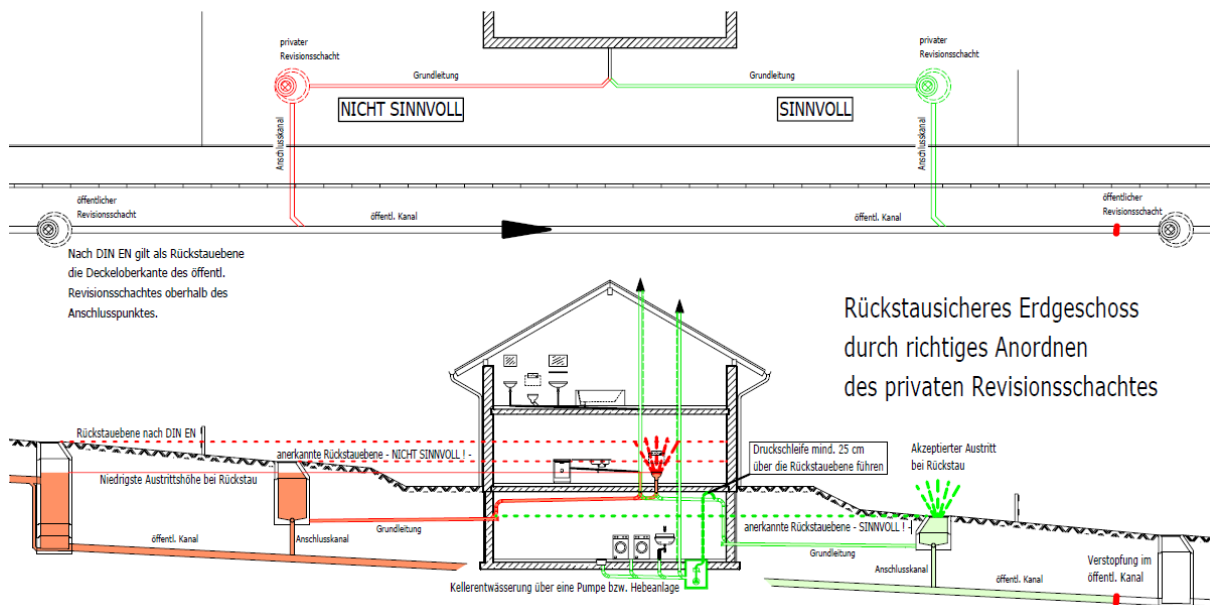 privater
Revisionsschacht
privater
Revisionsschacht
Grundleitung
Grundleitung
NICHT SINNVOLL
SINNVOLL
Anschlusskanal
Anschlusskanal
öffentlicher
Revisionsschacht
öffentl. Kanal
öffentl. Kanal
öffentlicher
Revisionsschacht
Nach DIN EN gilt als Rückstauebene
die Deckeloberkante des öffentl.
Revisionsschachtes oberhalb des
Anschlusspunktes.
Rückstausicheres Erdgeschoss
durch richtiges Anordnen
des privaten Revisionsschachtes
Rückstauebene nach DIN EN
anerkannte Rückstauebene - NICHT SINNVOLL ! -
Niedrigste Austrittshöhe bei Rückstau
Druckschleife mind. 25 cm
über die Rückstauebene führen
Akzeptierter Austritt
bei Rückstau
anerkannte Rückstauebene - SINNVOLL ! -
Grundleitung
Anschlusskanal
öffentl. Kanal
Grundleitung
Anschlusskanal
öffentl. Kanal
Verstopfung im
öffentl. Kanal
Kellerentwässerung über eine Pumpe bzw. Hebeanlage